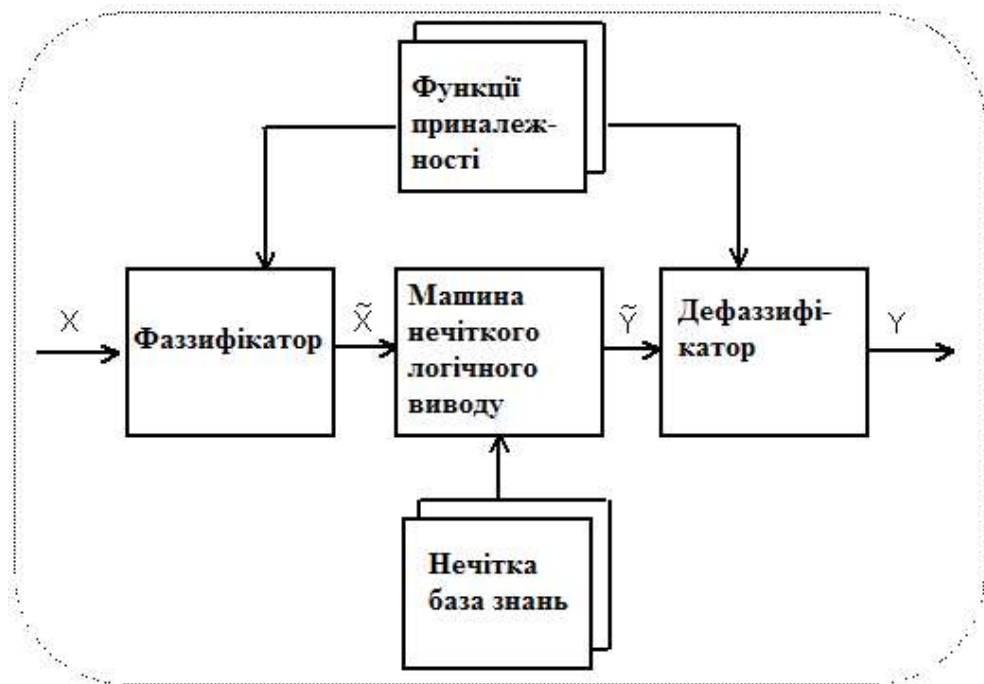 Функції
приналеж-
ності
X
Фаззифікатор
X̃
Машина
нечіткого
логічного
виводу
Ỹ
Дефаззифі-
катор
Y
Нечітка
база знань